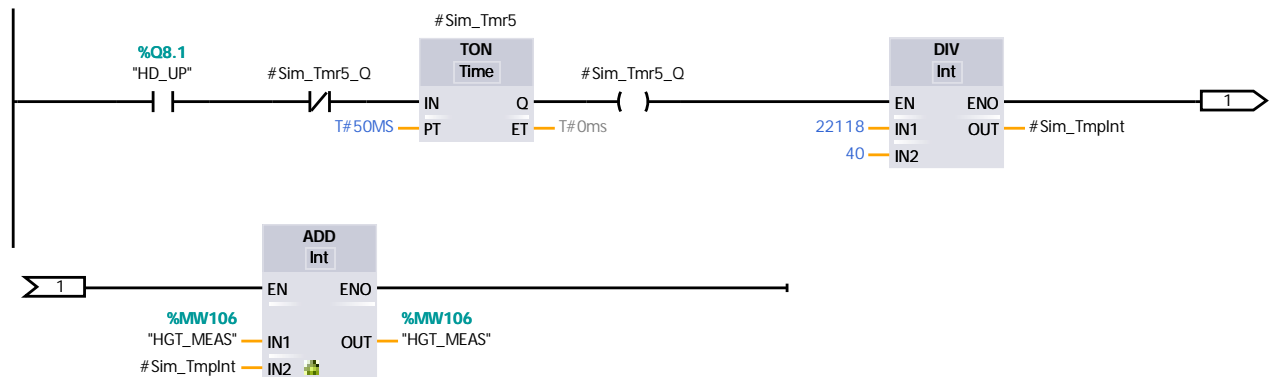 #Sim_Tmr5
%Q8.1
"HD_UP"
#Sim_Tmr5_Q
TON
Time
#Sim_Tmr5_Q
DIV
Int
IN Q
T#50MS PT ET T#0ms
EN ENO
22118 IN1 OUT #Sim_TmpInt
40 IN2
1
ADD
Int
1
EN ENO
%MW106 %MW106
"HGT_MEAS" IN1 OUT "HGT_MEAS"
#Sim_TmpInt IN2